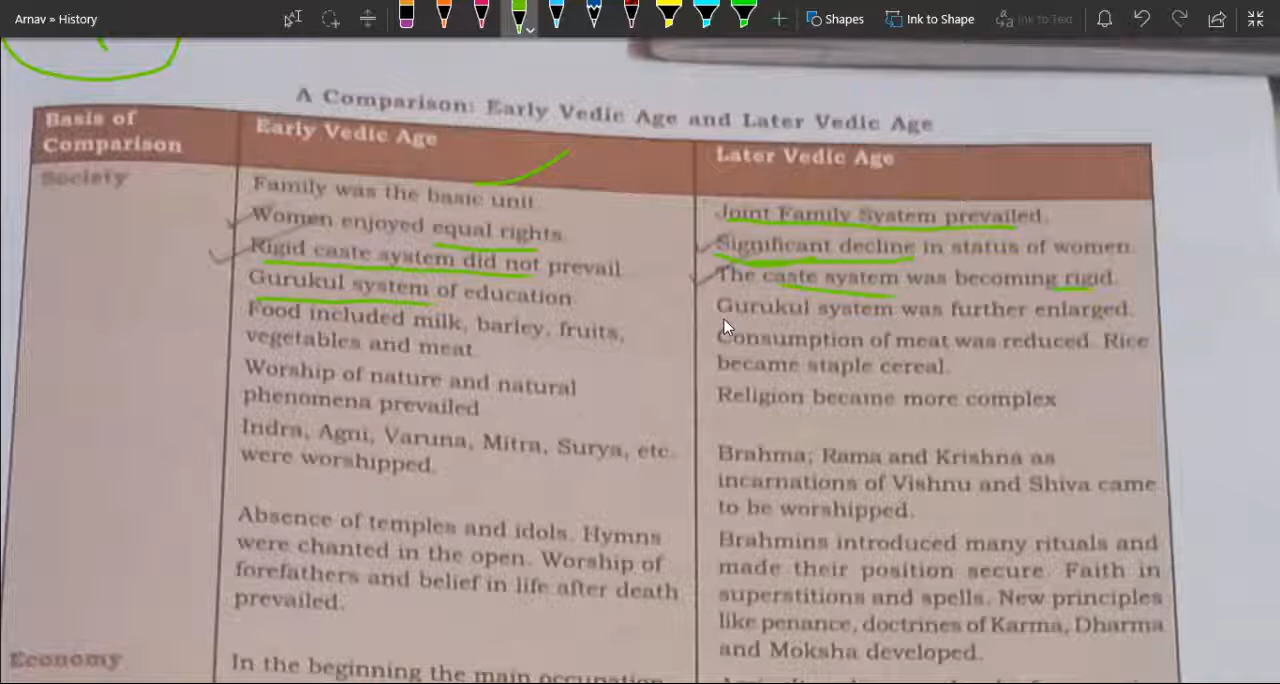 Arnav » History
Shapes
Ink to Shape
Ink to Text
A Comparison: Early Vedic Age and Later Vedic Age
Basis of
Comparison
Early Vedic Age
Later Vedic Age
Society
Family was the basic unit
Women enjoyed equal rights.
Rigid caste system did not prevail
Gurukul system of education
Food included milk, barley, fruits,
vegetables and meat
Worship of nature and natural
phenomena prevailed
Indra, Agni, Varuna, Mitra, Surya, etc.
were worshipped.
Absence of temples and idols. Hymns
were chanted in the open. Worship of
forefathers and belief in life after death
prevailed.
Joint Family System prevailed.
Significant decline in status of women.
The caste system was becoming rigid.
Gurukul system was further enlarged.
Consumption of meat was reduced. Rice
became staple cereal.
Religion became more complex
Brahma; Rama and Krishna as
incarnations of Vishnu and Shiva came
to be worshipped.
Brahmins introduced many rituals and
made their position secure. Faith in
superstitions and spells. New principles
like penance, doctrines of Karma, Dharma
and Moksha developed.
Economy
In the beginning the main occupation